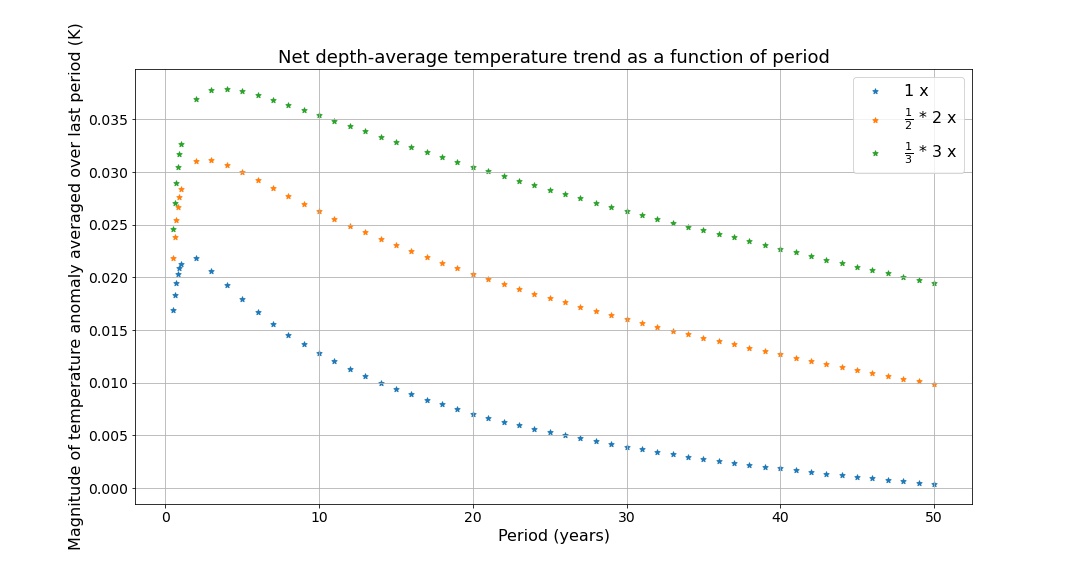 Net depth-average temperature trend as a function of period
Magnitude of temperature anomaly averaged over last period (K)
0.035
0.030
0.025
0.020
0.015
0.010
0.005
0.000
1 x
1/2 * 2 x
1/3 * 3 x
0 10 20 30 40 50
Period (years)